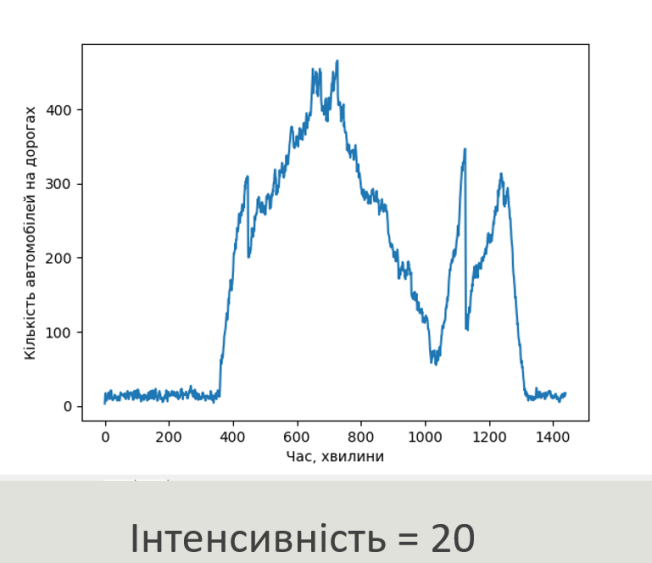 Кількість автомобілей на дорогах
400
300
200
100
0
0 200 400 600 800 1000 1200 1400
Час, хвилини
Інтенсивність = 20